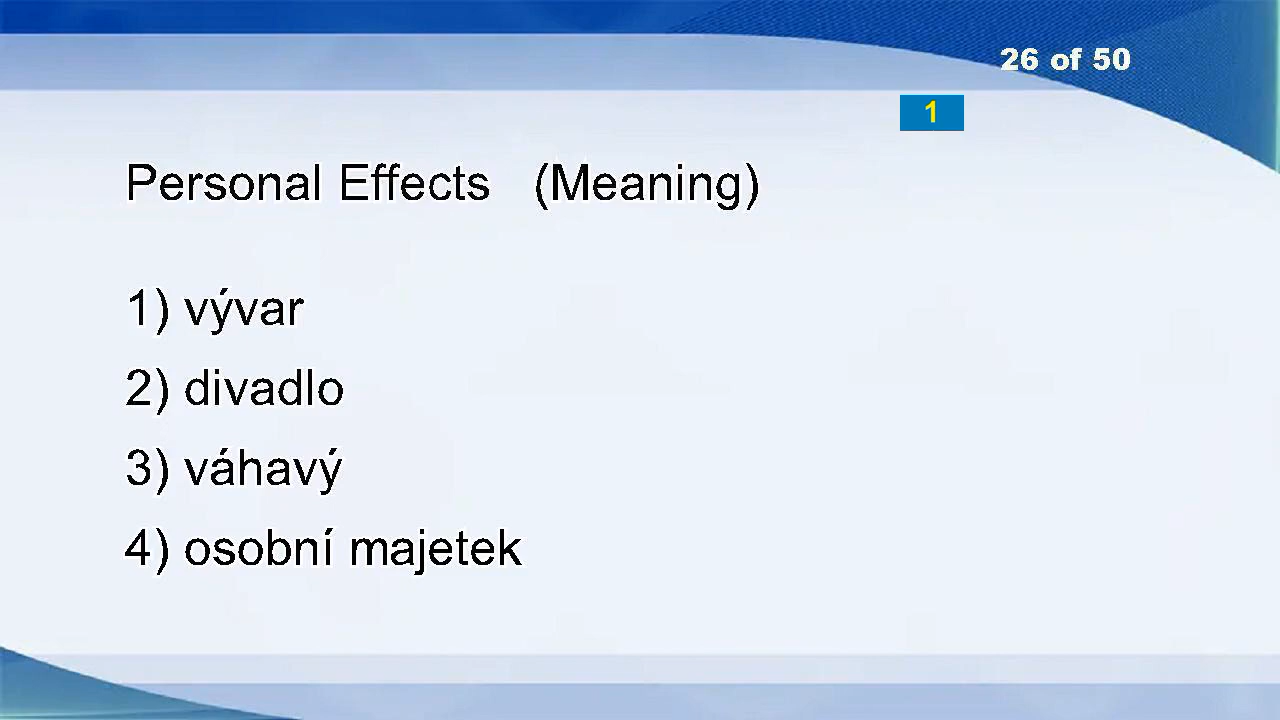 26 of 50
1
Personal Effects (Meaning)
1) vývar
2) divadlo
3) váhavý
4) osobní majetek